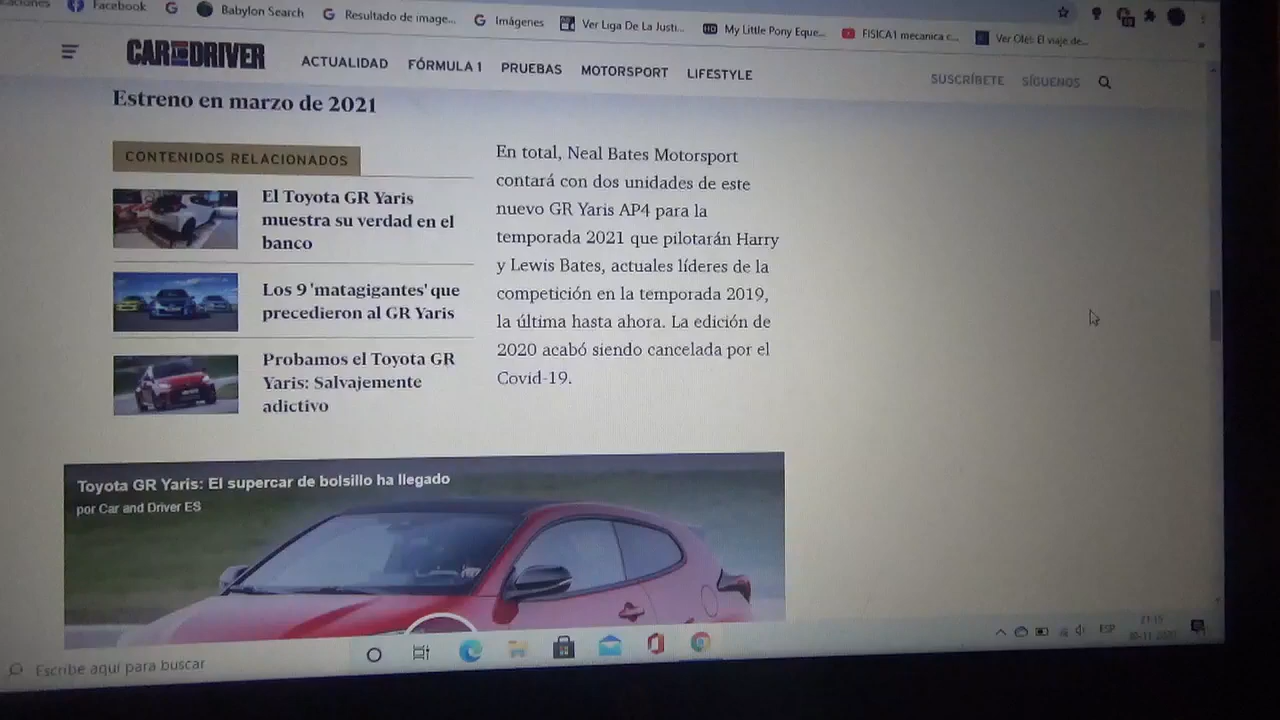 Facebook
Babylon Search
Resultado de image...
Imágenes
Ver Liga De La Justi...
My Little Pony Eque...
FISICA1 mecanica c...
Ver Olé!: El viaje de...
CAR AND DRIVER
ACTUALIDAD FÓRMULA 1 PRUEBAS MOTORSPORT LIFESTYLE
SUSCRÍBETE SÍGUENOS
Estreno en marzo de 2021
CONTENIDOS RELACIONADOS
El Toyota GR Yaris
muestra su verdad en el
banco
Los 9 'matagigantes' que
precedieron al GR Yaris
Probamos el Toyota GR
Yaris: Salvajemente
adictivo
En total, Neal Bates Motorsport
contará con dos unidades de este
nuevo GR Yaris AP4 para la
temporada 2021 que pilotarán Harry
y Lewis Bates, actuales líderes de la
competición en la temporada 2019,
la última hasta ahora. La edición de
2020 acabó siendo cancelada por el
Covid-19.
Toyota GR Yaris: El supercar de bolsillo ha llegado
por Car and Driver ES
Escribe aquí para buscar
ESP
21:15